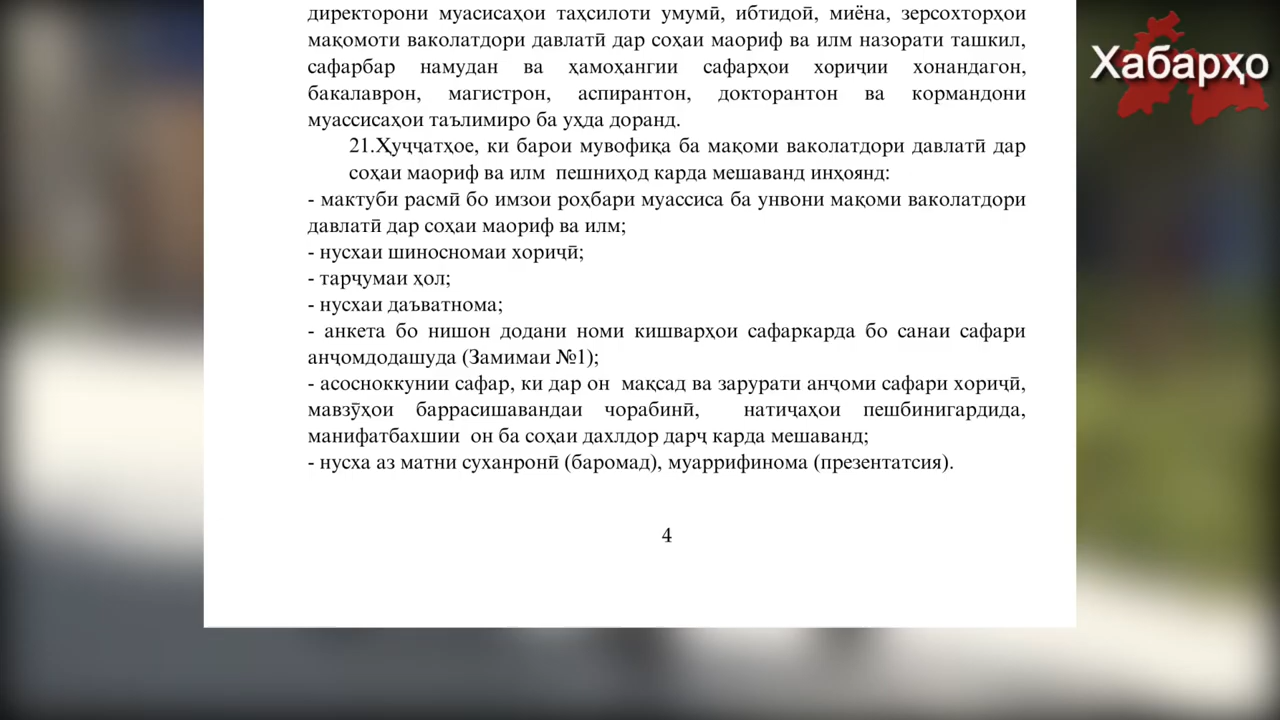 директорони муасисаҳои таҳсилоти умумӣ, ибтидоӣ, миёна, зерсохторҳои
мақомоти ваколатдори давлатӣ дар соҳаи маориф ва илм назорати ташкил,
сафарбар намудан ва ҳамоҳангии сафарҳои хориҷии хонандагон,
бакалаврон, магистрон, аспирантон, докторантон ва кормандони
муассисаҳои таълимиро ба уҳда доранд.
21.Ҳуҷҷатҳое, ки барои мувофиқа ба мақоми ваколатдори давлатӣ дар
соҳаи маориф ва илм пешниҳод карда мешаванд инҳоянд:
- мактуби расмӣ бо имзои роҳбари муассиса ба унвони мақоми ваколатдори
давлатӣ дар соҳаи маориф ва илм;
- нусхаи шиносномаи хориҷӣ;
- тарҷумаи ҳол;
- нусхаи даъватнома;
- анкета бо нишон додани номи кишварҳои сафаркарда бо санаи сафари
анҷомдодашуда (Замимаи №1);
- асосноккунии сафар, ки дар он мақсад ва зарурати анҷоми сафари хориҷӣ,
мавзӯҳои баррасишавандаи чорабинӣ, натиҷаҳои пешбинигардида,
манифатбахшии он ба соҳаи дахлдор дарҷ карда мешаванд;
- нусха аз матни суханронӣ (баромад), муаррифинома (презентатсия).
4
Хабарҳо